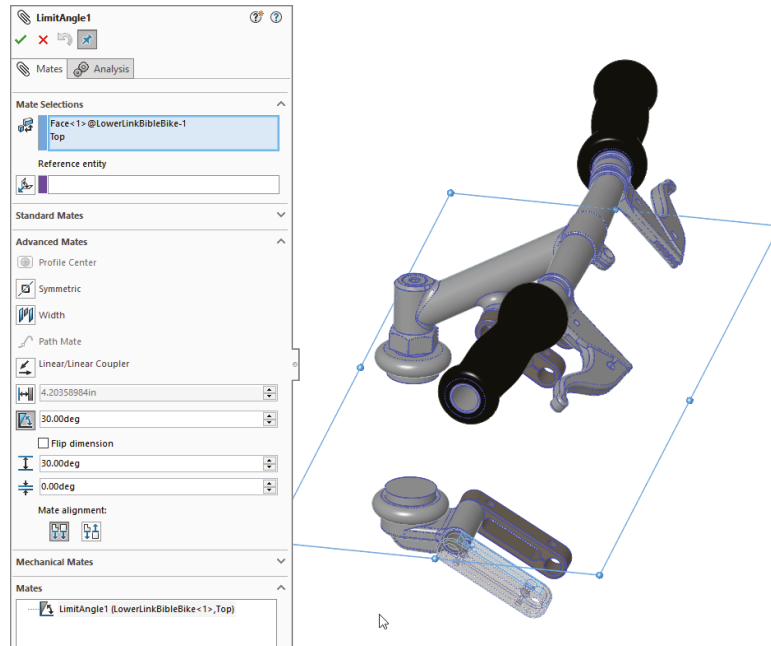 LimitAngle1
Mates
Analysis
Mate Selections
Face<1>@LowerLinkBibleBike-1
Top
Reference entity
Standard Mates
Advanced Mates
Profile Center
Symmetric
Width
Path Mate
Linear/Linear Coupler
4.20358984in
30.00deg
Flip dimension
30.00deg
0.00deg
Mate alignment:
Mechanical Mates
Mates
LimitAngle1 (LowerLinkBibleBike<1>,Top)